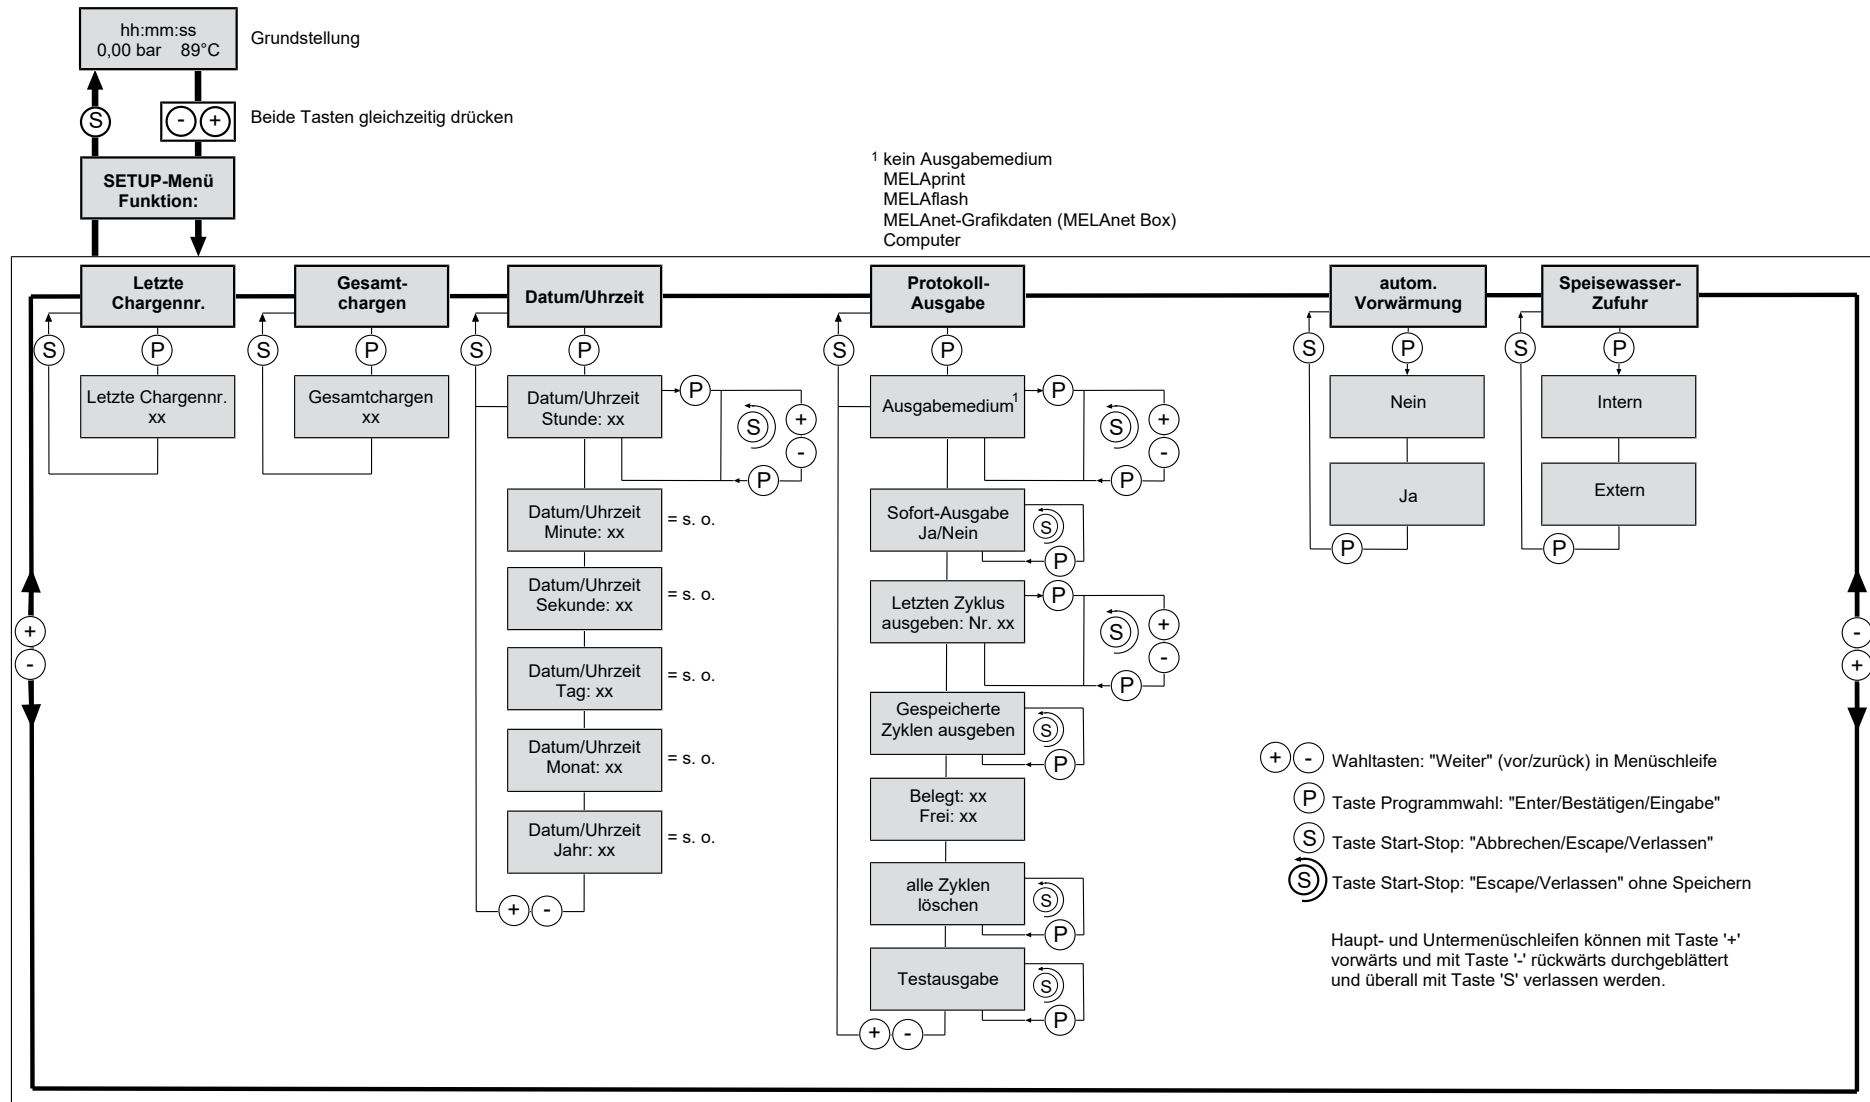 hh:mm:ss
0,00 bar 89°C
Grundstellung
S
- +
Beide Tasten gleichzeitig drücken
SETUP-Menü
Funktion:
1 kein Ausgabemedium
MELAprint
MELAflash
MELAnet-Grafikdaten (MELAnet Box)
Computer
Letzte
Chargennr.
S
P
Letzte Chargennr.
xx
Gesamt-
chargen
S
P
Gesamtchargen
xx
Datum/Uhrzeit
S
P
Datum/Uhrzeit
Stunde: xx
P
S
+
-
P
Datum/Uhrzeit
Minute: xx
= s. o.
Datum/Uhrzeit
Sekunde: xx
= s. o.
Datum/Uhrzeit
Tag: xx
= s. o.
Datum/Uhrzeit
Monat: xx
= s. o.
Datum/Uhrzeit
Jahr: xx
= s. o.
+ -
Protokoll-
Ausgabe
S
P
Ausgabemedium1
P
S
+
-
P
Sofort-Ausgabe
Ja/Nein
S
P
Letzten Zyklus
ausgeben: Nr. xx
P
S
+
-
P
Gespeicherte
Zyklen ausgeben
S
P
Belegt: xx
Frei: xx
alle Zyklen
löschen
S
P
Testausgabe
S
P
+ -
autom.
Vorwärmung
S
P
Nein
Ja
P
Speisewasser-
Zufuhr
S
P
Intern
Extern
P
+
-
-
+
+ - Wahltasten: "Weiter" (vor/zurück) in Menüschleife
P Taste Programmwahl: "Enter/Bestätigen/Eingabe"
S Taste Start-Stop: "Abbrechen/Escape/Verlassen"
S Taste Start-Stop: "Escape/Verlassen" ohne Speichern
Haupt- und Untermenüschleifen können mit Taste '+'
vorwärts und mit Taste '-' rückwärts durchgeblättert
und überall mit Taste 'S' verlassen werden.